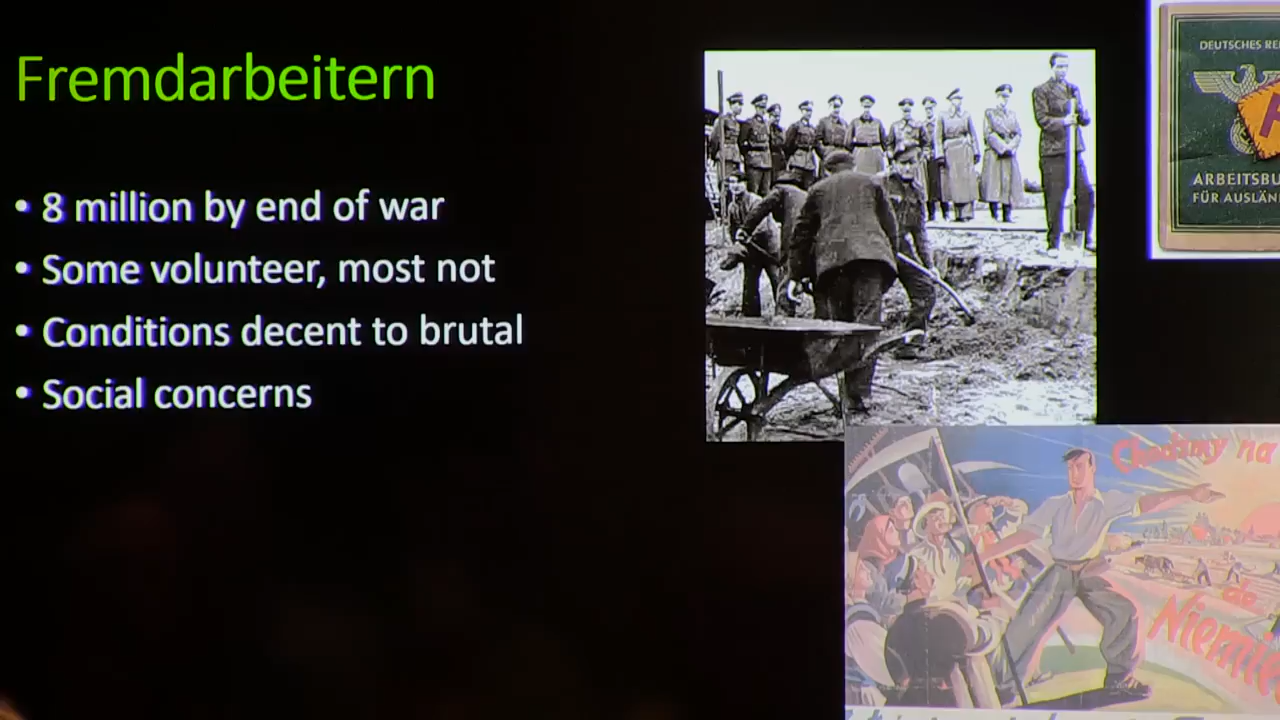 Fremdarbeitern
• 8 million by end of war
• Some volunteer, most not
• Conditions decent to brutal
• Social concerns
DEUTSCHES RE
ARBEITSBU
FÜR AUSLÄN
Chodźmy na
do
Niemie